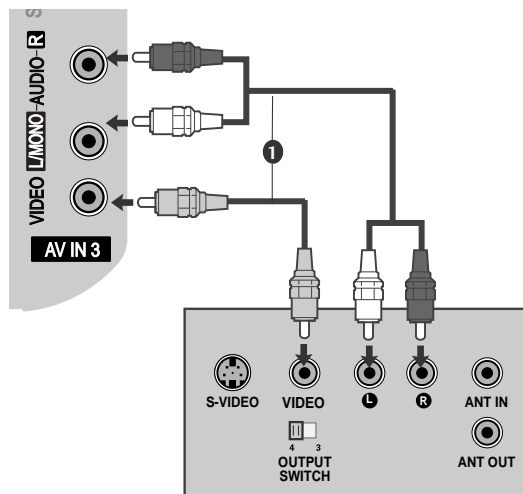 S
VIDEO L/MONO AUDIO R
AV IN 3
1
S-VIDEO
VIDEO
L
R
ANT IN
4 3
OUTPUT
SWITCH
ANT OUT